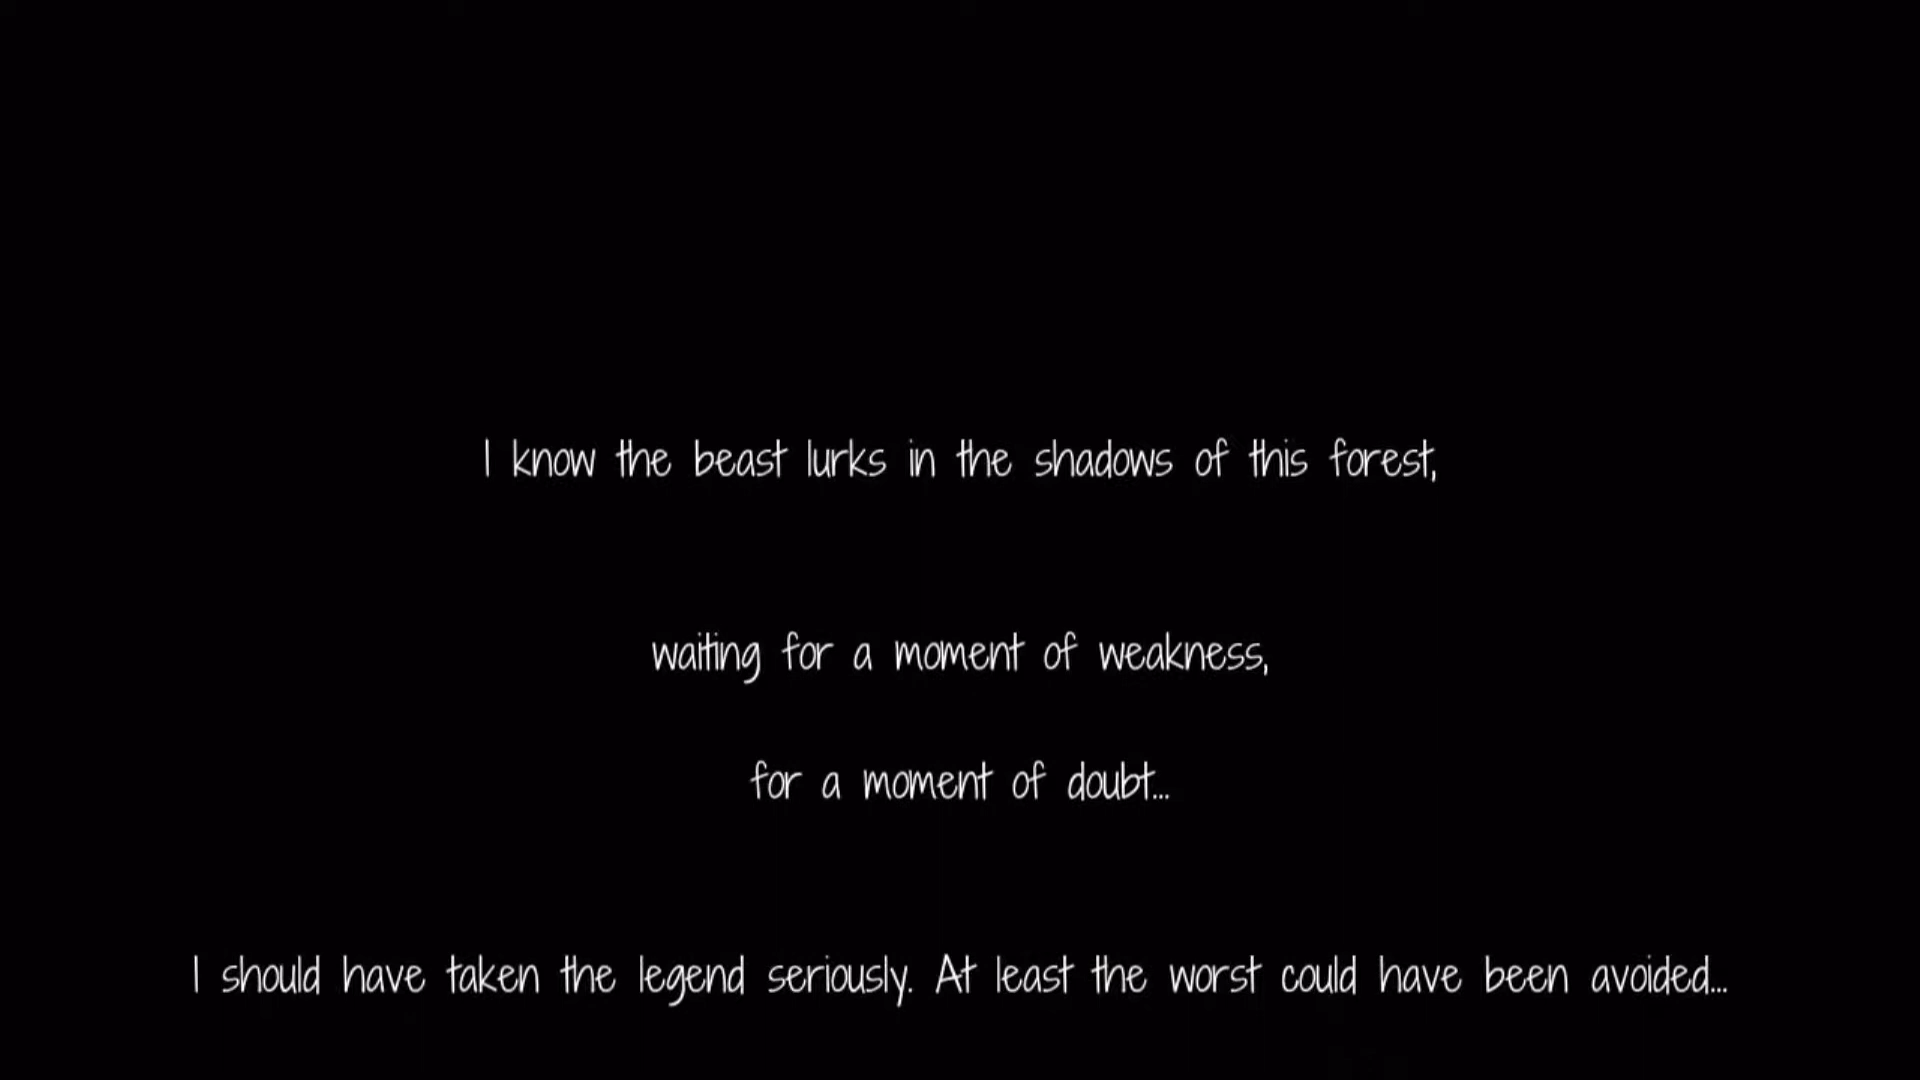 I know the beast lurks in the shadows of this forest,
waiting for a moment of weakness,
for a moment of doubt...
I should have taken the legend seriously. At least the worst could have been avoided...